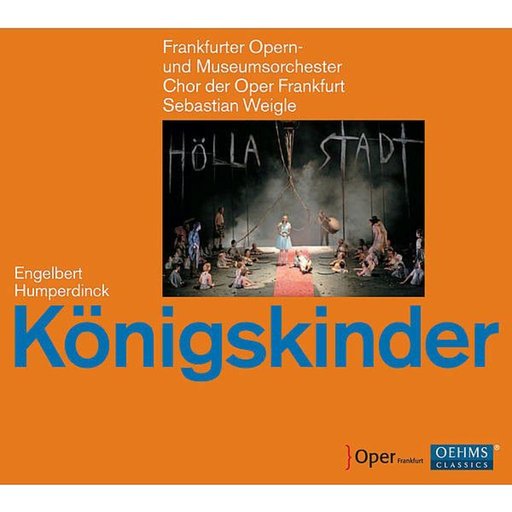 Frankfurter Opern-
und Museumsorchester
Chor der Oper Frankfurt
Sebastian Weigle
HÖLLA STADT
Engelbert
Humperdinck
Königskinder
}Oper Frankfurt
OEHMS
CLASSICS